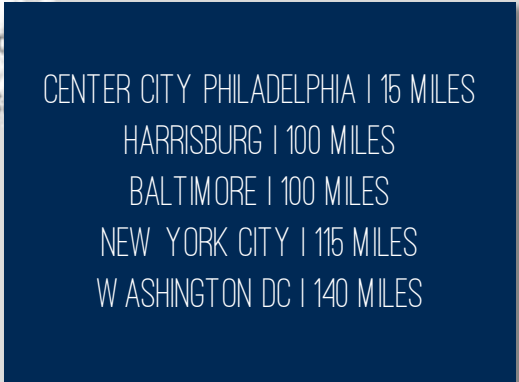 CENTER CITY PHILADELPHIA | 15 MILES
HARRISBURG | 100 MILES
BALTIMORE | 100 MILES
NEW YORK CITY | 115 MILES
WASHINGTON DC | 140 MILES